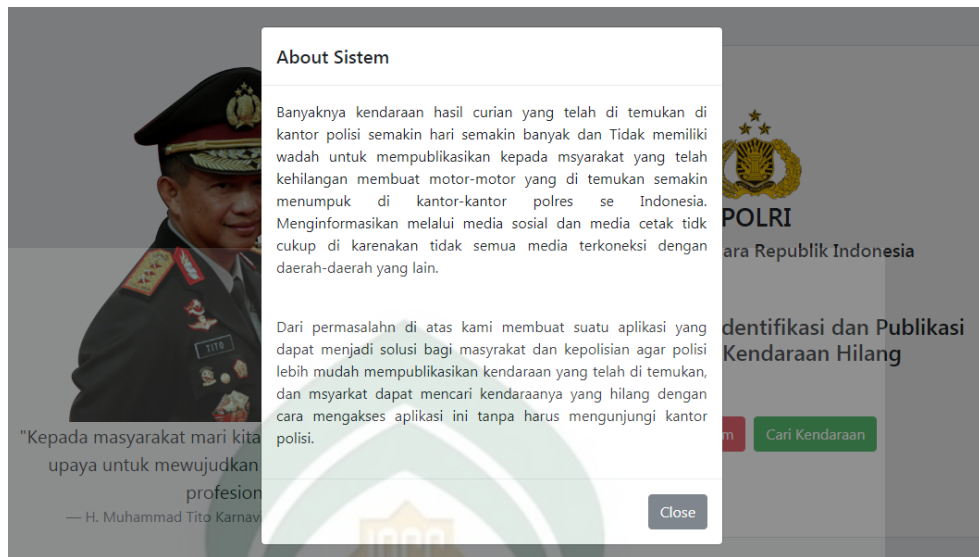 About Sistem
Banyaknya kendaraan hasil curian yang telah di temukan di
kantor polisi semakin hari semakin banyak dan Tidak memiliki
wadah untuk mempublikasikan kepada msyarakat yang telah
kehilangan membuat motor-motor yang di temukan semakin
menumpuk di kantor-kantor polres se Indonesia.
Menginformasikan melalui media sosial dan media cetak tidk
cukup di karenakan tidak semua media terkoneksi dengan
daerah-daerah yang lain.
Dari permasalahn di atas kami membuat suatu aplikasi yang
dapat menjadi solusi bagi masyrakat dan kepolisian agar polisi
lebih mudah mempublikasikan kendaraan yang telah di temukan,
dan msyarkat dapat mencari kendaraanya yang hilang dengan
cara mengakses aplikasi ini tanpa harus mengunjungi kantor
polisi.
Close
TITO
"Kepada masyarakat mari kita
upaya untuk mewujudkan
profesion
— H. Muhammad Tito Karnavi
POLRI
ara Republik Indonesia
dentifikasi dan Publikasi
Kendaraan Hilang
m
Cari Kendaraan